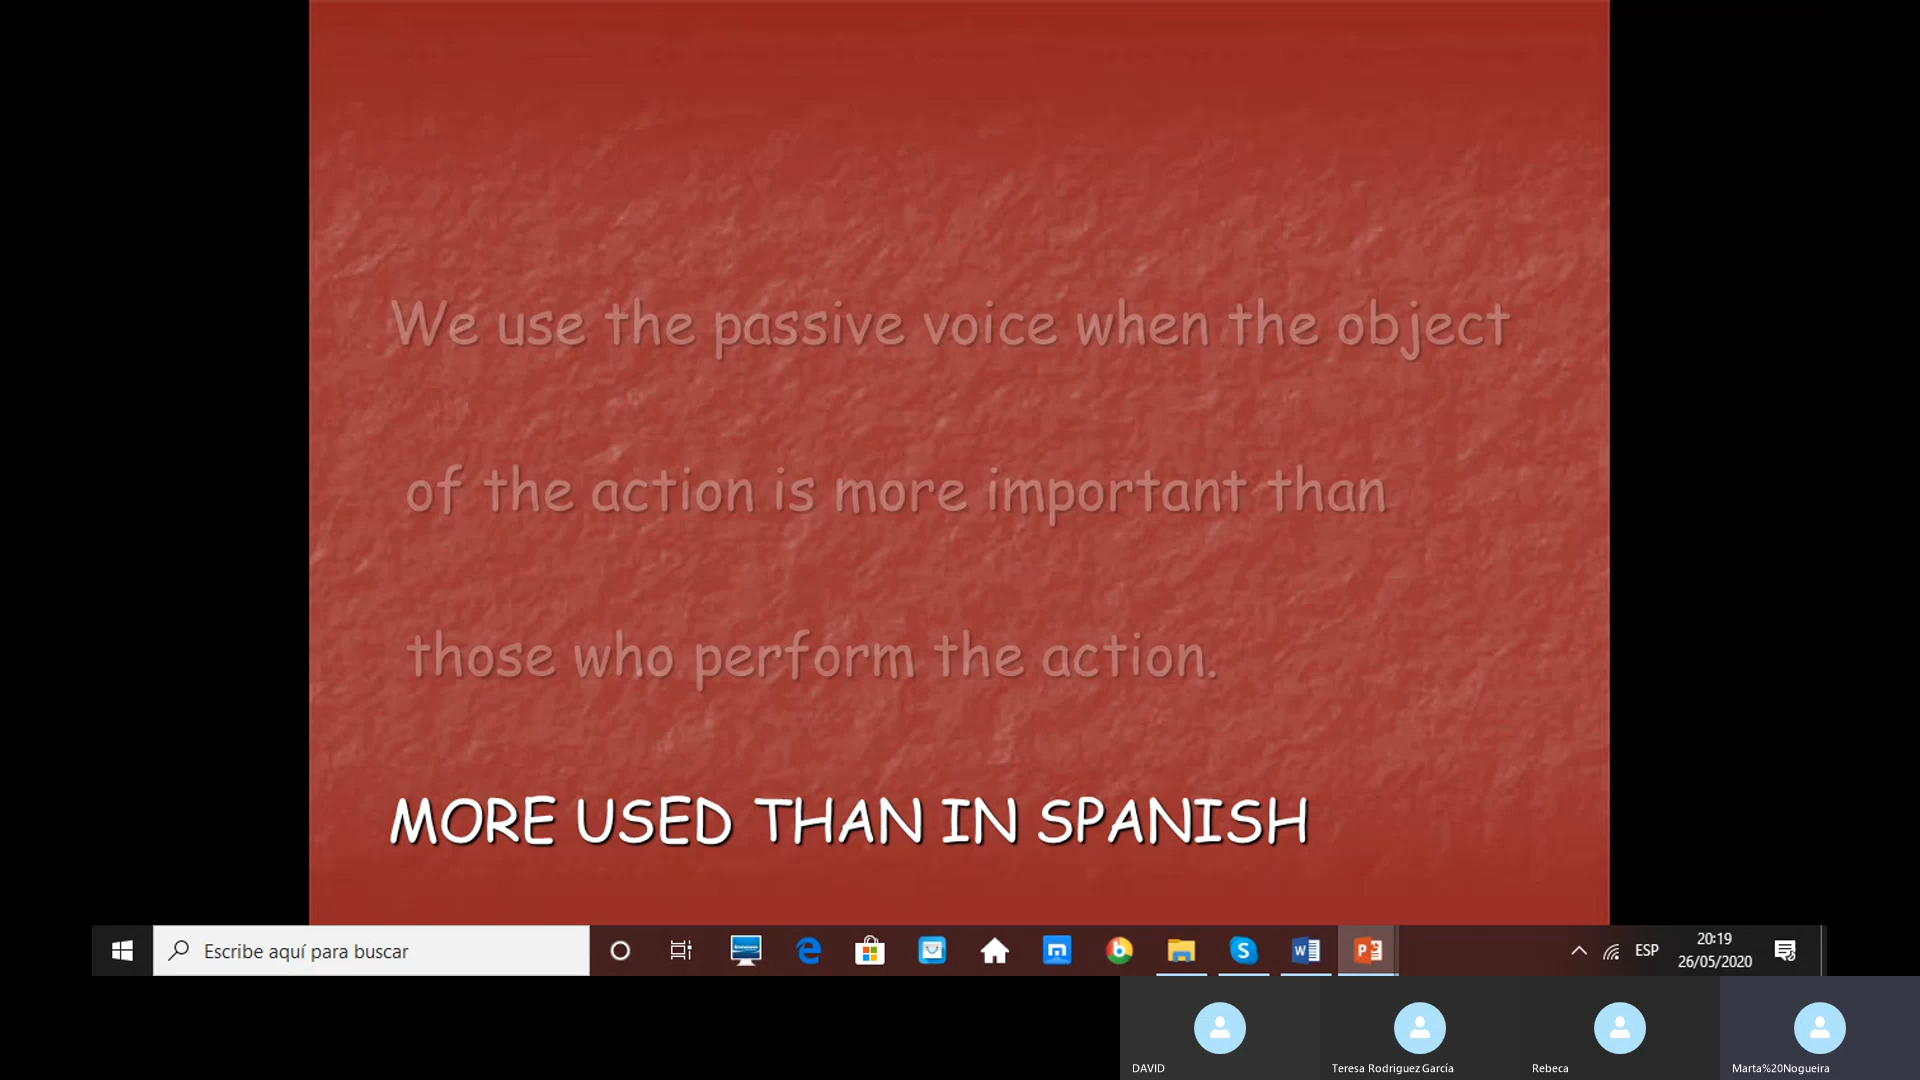 We use the passive voice when the object
of the action is more important than
those who perform the action.
MORE USED THAN IN SPANISH
Escribe aquí para buscar
ESP
20:19
26/05/2020
DAVID
Teresa Rodriguez García
Rebeca
Marta%20Nogueira